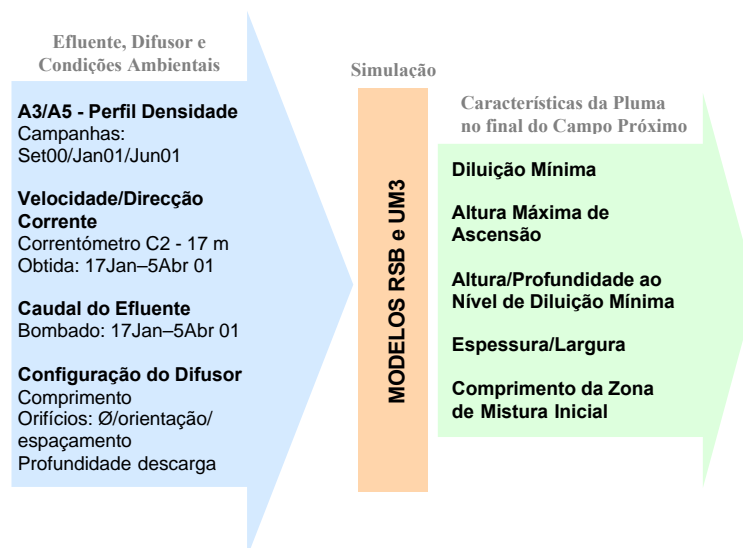 Efluente, Difusor e
Condições Ambientais
A3/A5 - Perfil Densidade
Campanhas:
Set00/Jan01/Jun01
Velocidade/Direcção
Corrente
Correntómetro C2 - 17 m
Obtida: 17Jan–5Abr 01
Caudal do Efluente
Bombado: 17Jan–5Abr 01
Configuração do Difusor
Comprimento
Orifícios: Ø/orientação/
espaçamento
Profundidade descarga
Simulação
MODELOS RSB e UM3
Características da Pluma
no final do Campo Próximo
Diluição Mínima
Altura Máxima de
Ascensão
Altura/Profundidade ao
Nível de Diluição Mínima
Espessura/Largura
Comprimento da Zona
de Mistura Inicial